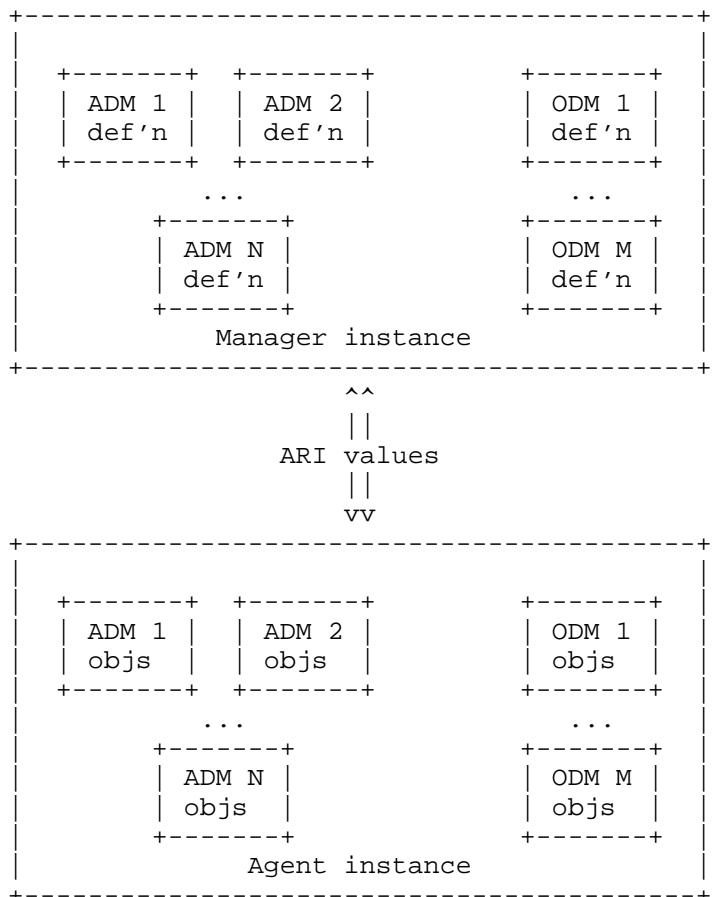 ADM 1 ADM 2 ODM 1
def'n def'n def'n
... ...
ADM N ODM M
def'n def'n
Manager instance
^^
||
ARI values
||
vv
ADM 1 ADM 2 ODM 1
objs objs objs
... ...
ADM N ODM M
objs objs
Agent instance